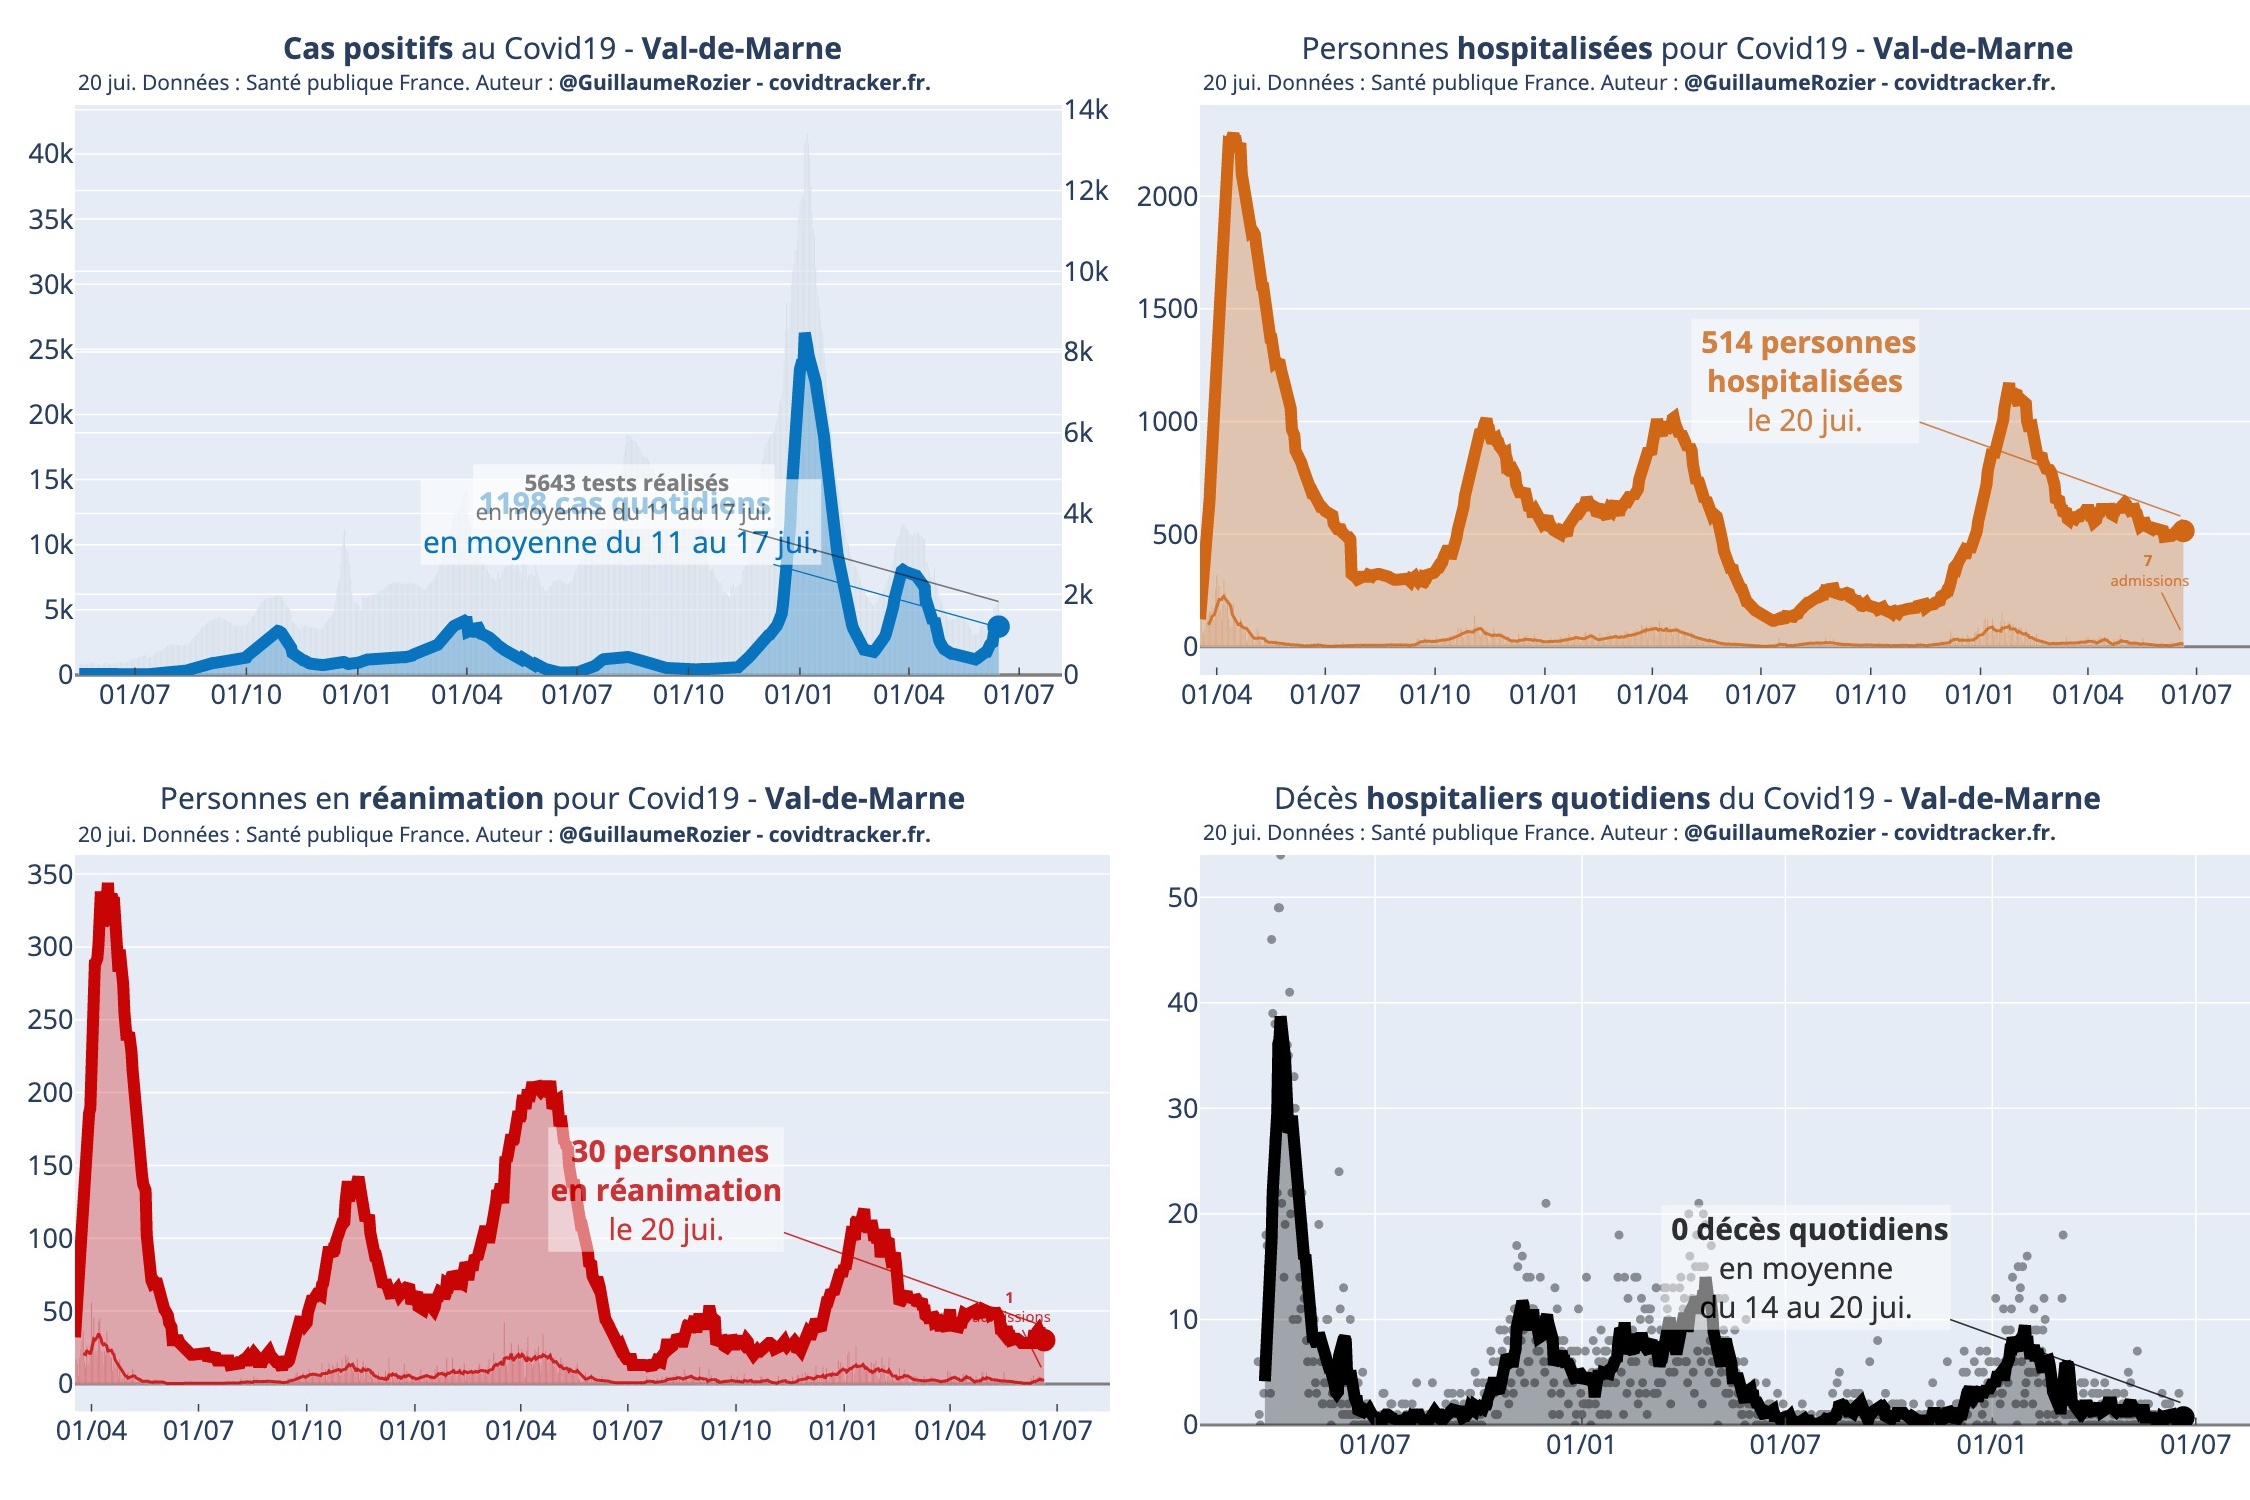 Cas positifs au Covid19 - Val-de-Marne
20 jui. Données : Santé publique France. Auteur : @GuillaumeRozier - covidtracker.fr.
14k
40k
12k
35k
10k
30k
25k
8k
20k
6k
15k
5643 tests réalisés
1198 cas quotidiens
en moyenne du 11 au 17 jui.
4k
10k
en moyenne du 11 au 17 jui.
5k
2k
0
0
01/07 01/10 01/01 01/04 01/07 01/10 01/01 01/04 01/07
Personnes hospitalisées pour Covid19 - Val-de-Marne
20 jui. Données : Santé publique France. Auteur : @GuillaumeRozier - covidtracker.fr.
2000
1500
514 personnes
hospitalisées
le 20 jui.
1000
500
7
admissions
0
01/04 01/07 01/10 01/01 01/04 01/07 01/10 01/01 01/04 01/07
Personnes en réanimation pour Covid19 - Val-de-Marne
20 jui. Données : Santé publique France. Auteur : @GuillaumeRozier - covidtracker.fr.
350
300
250
200
150
30 personnes
en réanimation
le 20 jui.
100
50
1
admissions
0
01/04 01/07 01/10 01/01 01/04 01/07 01/10 01/01 01/04 01/07
Décès hospitaliers quotidiens du Covid19 - Val-de-Marne
20 jui. Données : Santé publique France. Auteur : @GuillaumeRozier - covidtracker.fr.
50
40
30
20
0 décès quotidiens
en moyenne
du 14 au 20 jui.
10
0
01/07 01/01 01/07 01/01 01/07